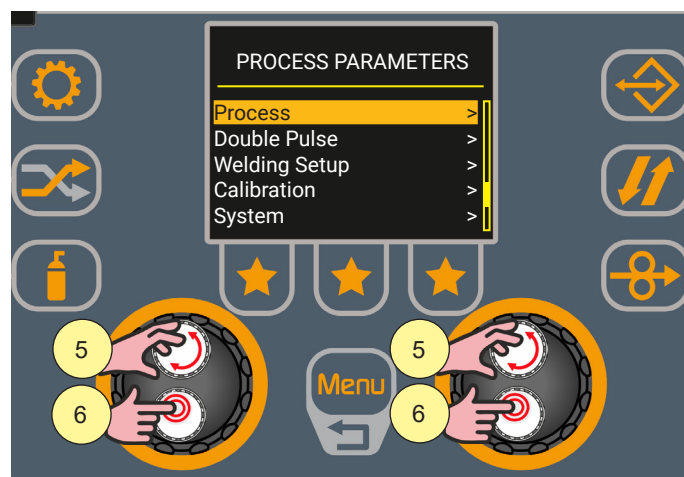 PROCESS PARAMETERS
Process >
Double Pulse >
Welding Setup >
Calibration >
System >
5
5
6
Menu
6